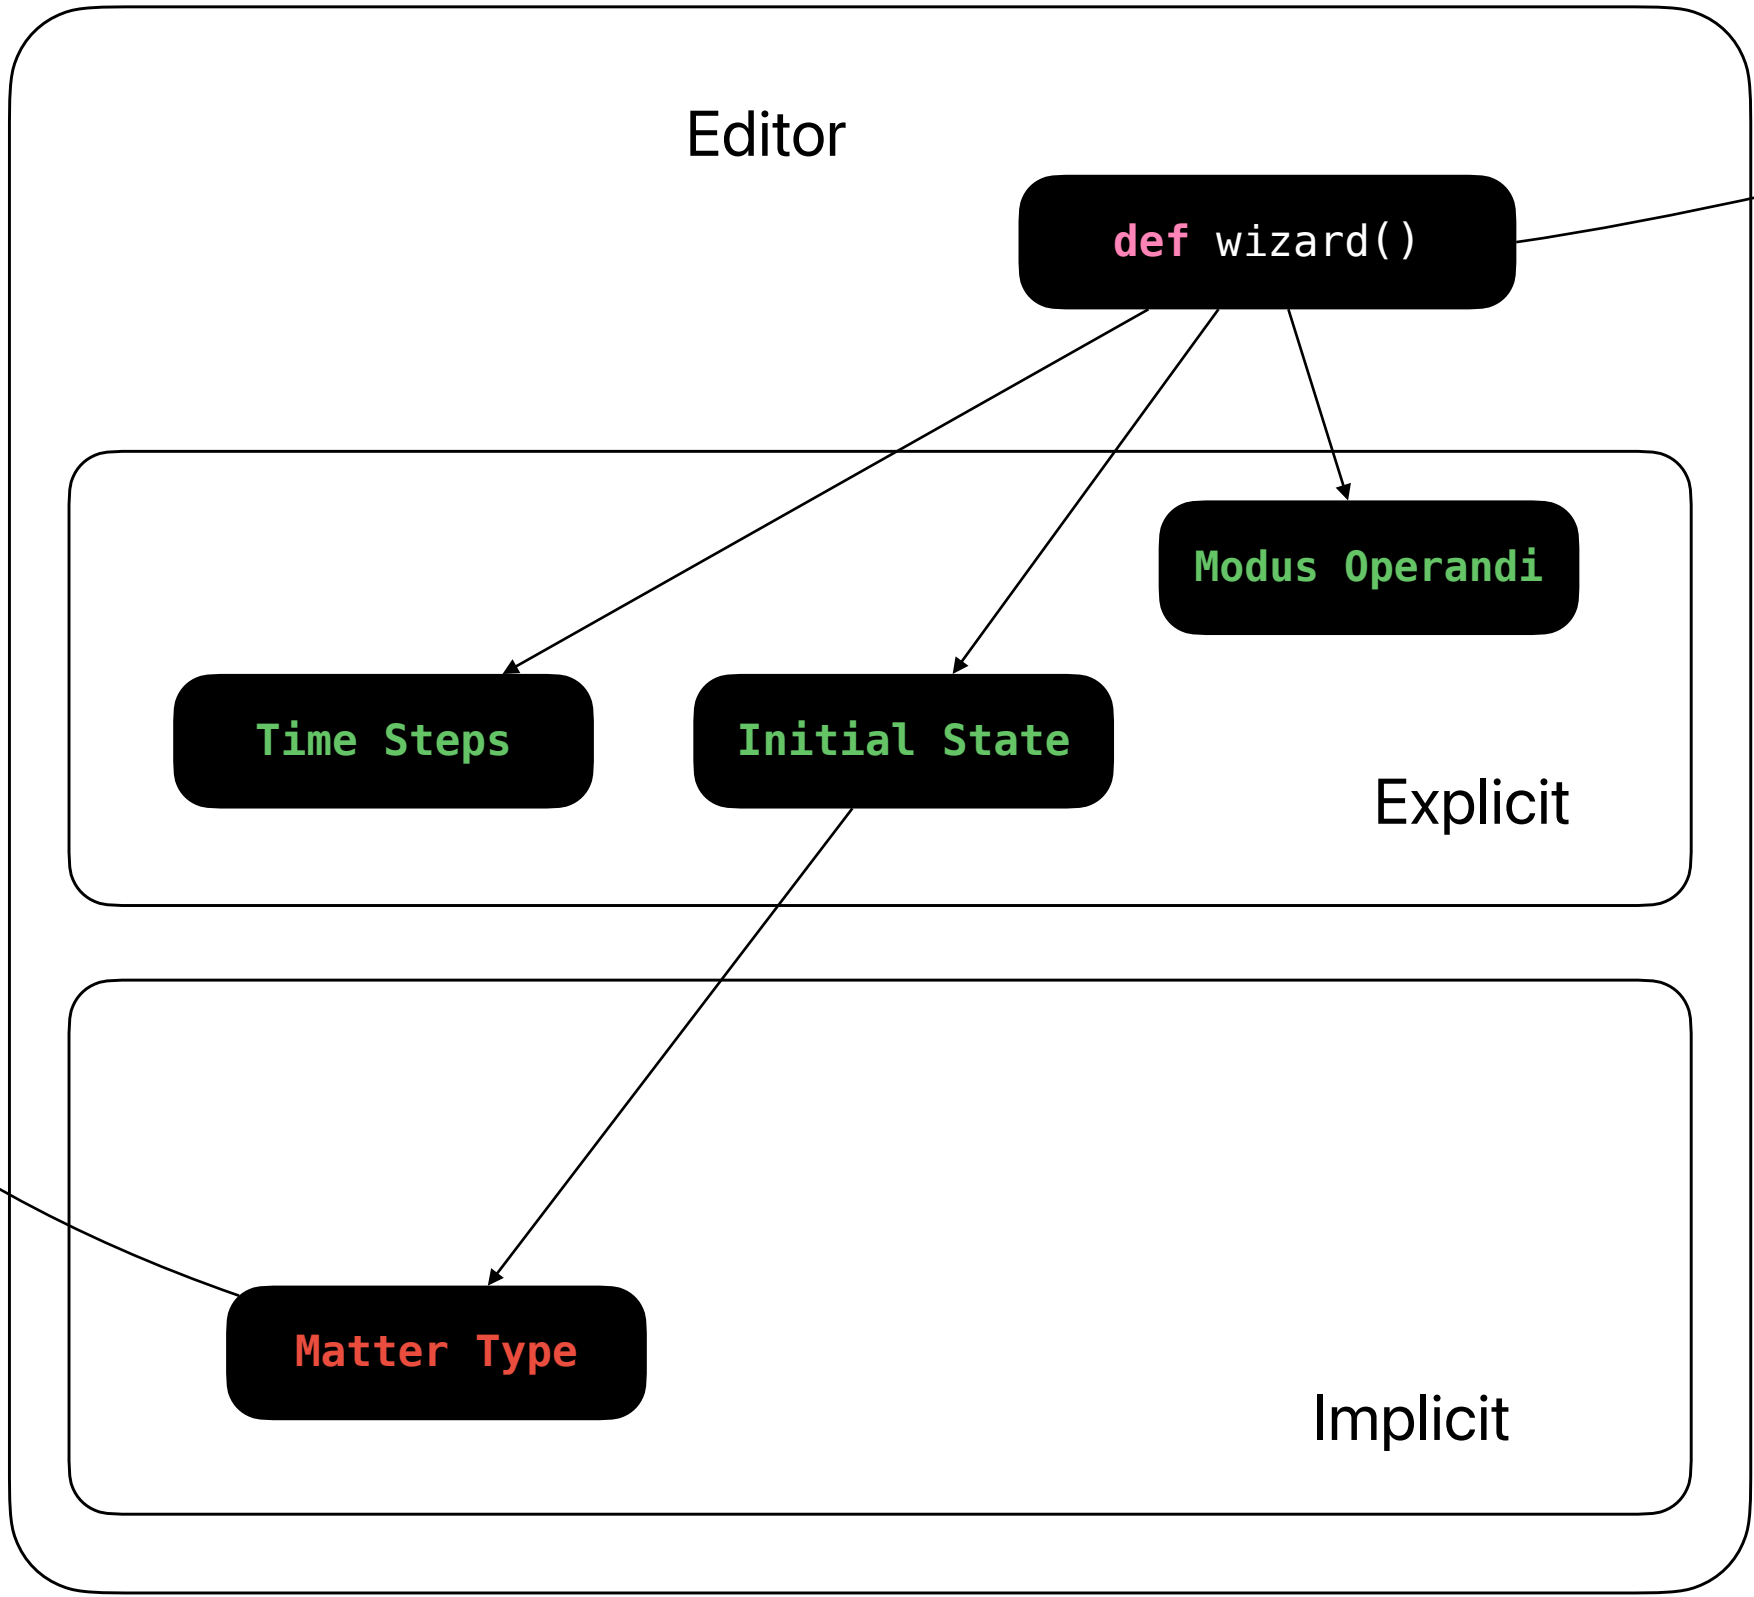 Editor
def wizard()
Modus Operandi
Time Steps
Initial State
Explicit
Matter Type
Implicit